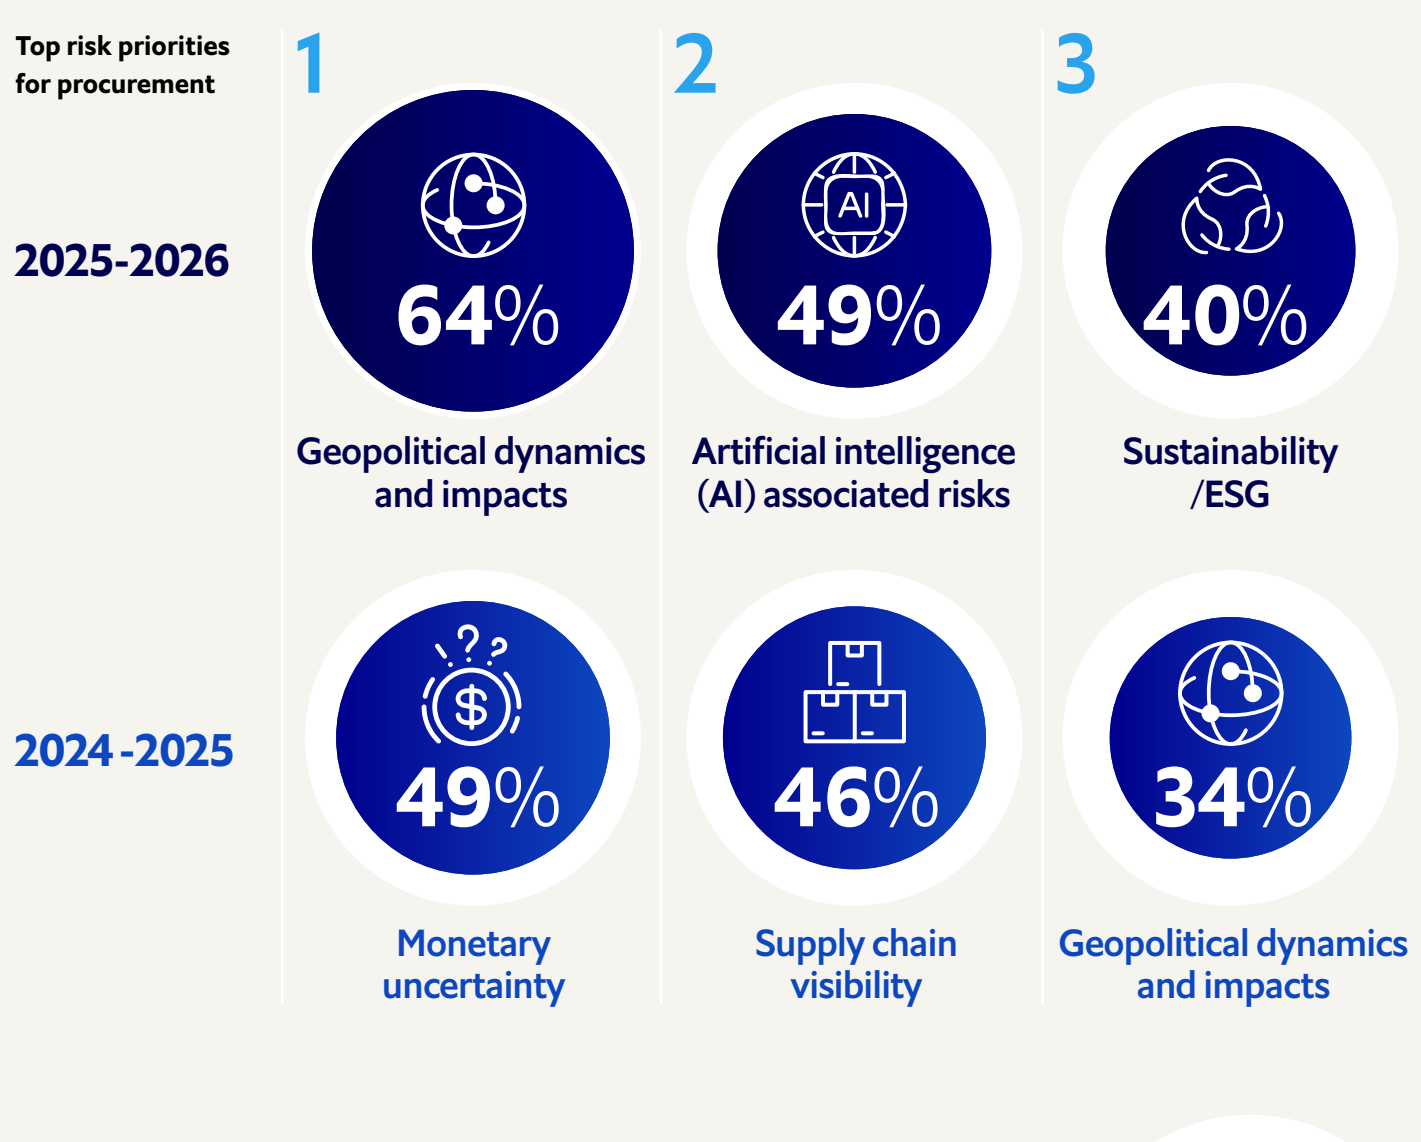 Top risk priorities
for procurement
1
2
3
2025-2026
AI
64%
49%
40%
Geopolitical dynamics
and impacts
Artificial intelligence
(AI) associated risks
Sustainability
/ESG
2024-2025
? ?
$
49%
46%
34%
Monetary
uncertainty
Supply chain
visibility
Geopolitical dynamics
and impacts